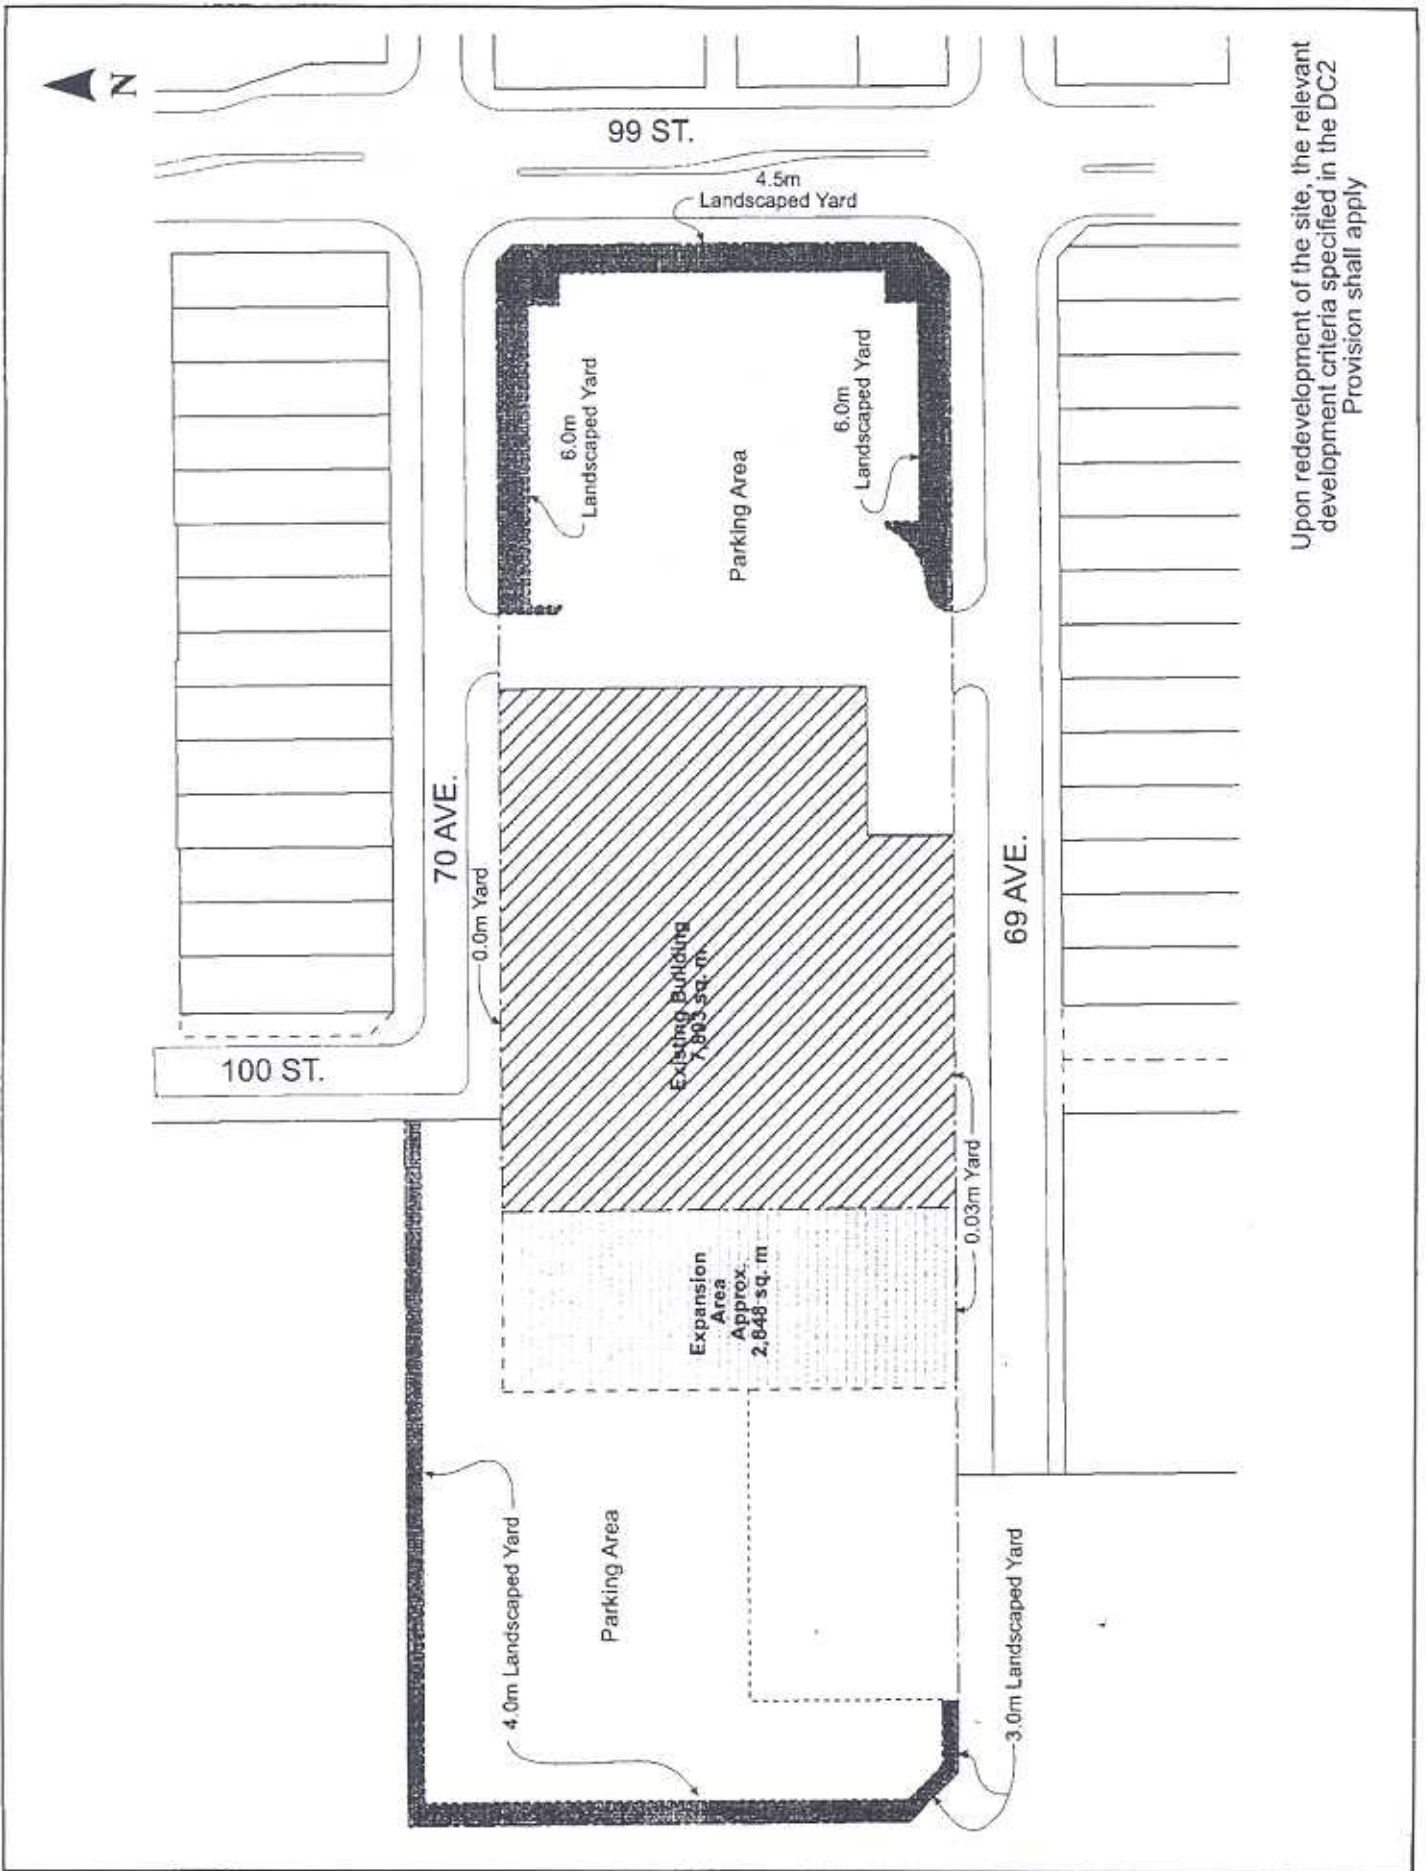 N
99 ST.
4.5m
Landscaped Yard
6.0m
Landscaped Yard
6.0m
Landscaped Yard
Parking Area
70 AVE.
0.0m Yard
69 AVE.
100 ST.
Existing Building
7,893 sq. m.
0.03m Yard
Expansion
Area
Approx.
2,848 sq. m
4.0m Landscaped Yard
Parking Area
3.0m Landscaped Yard
Upon redevelopment of the site, the relevant
development criteria specified in the DC2
Provision shall apply